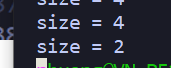 size = 4
size = 4
size = 2